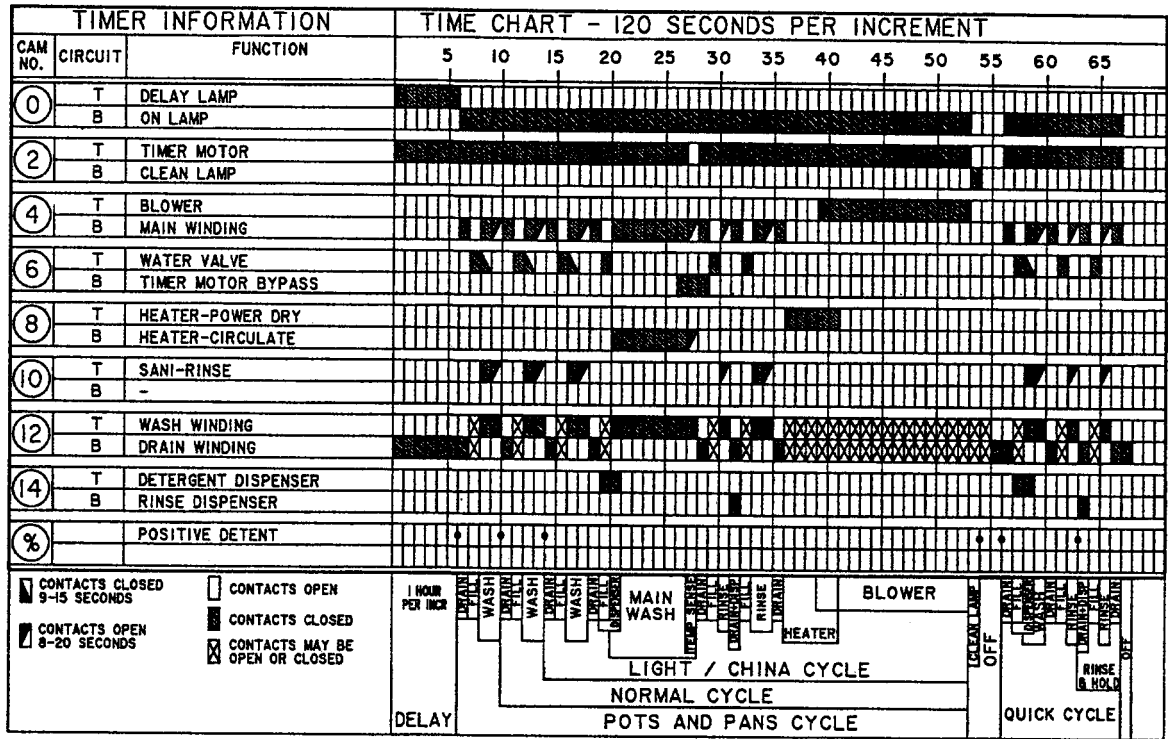 TIMER INFORMATION
TIME CHART - 120 SECONDS PER INCREMENT
CAM NO.
CIRCUIT
FUNCTION
5 10 15 20 25 30 35 40 45 50 55 60 65
0 T DELAY LAMP
B ON LAMP
2 T TIMER MOTOR
B CLEAN LAMP
4 T BLOWER
B MAIN WINDING
6 T WATER VALVE
B TIMER MOTOR BYPASS
8 T HEATER-POWER DRY
B HEATER-CIRCULATE
10 T SANI-RINSE
B -
12 T WASH WINDING
B DRAIN WINDING
14 T DETERGENT DISPENSER
B RINSE DISPENSER
% POSITIVE DETENT
CONTACTS CLOSED
9-15 SECONDS
CONTACTS OPEN
8-20 SECONDS
CONTACTS OPEN
CONTACTS CLOSED
CONTACTS MAY BE
OPEN OR CLOSED
1 HOUR
PER INCR
DRAIN
FILL
WASH
DRAIN
FILL
WASH
DRAIN
FILL
WASH
DRAIN
FILL
DISPENSER
MAIN
WASH
TEMP SENSE
DRAIN
FILL
RINSE
DRAIN+DISP
FILL
RINSE
DRAIN
HEATER
BLOWER
CLEAN LAMP
OFF
DRAIN
FILL
DISPENSER
WASH
DRAIN
FILL
RINSE
DRAIN+DISP
FILL
RINSE
DRAIN
OFF
RINSE
& HOLD
LIGHT / CHINA CYCLE
NORMAL CYCLE
DELAY
POTS AND PANS CYCLE
QUICK CYCLE